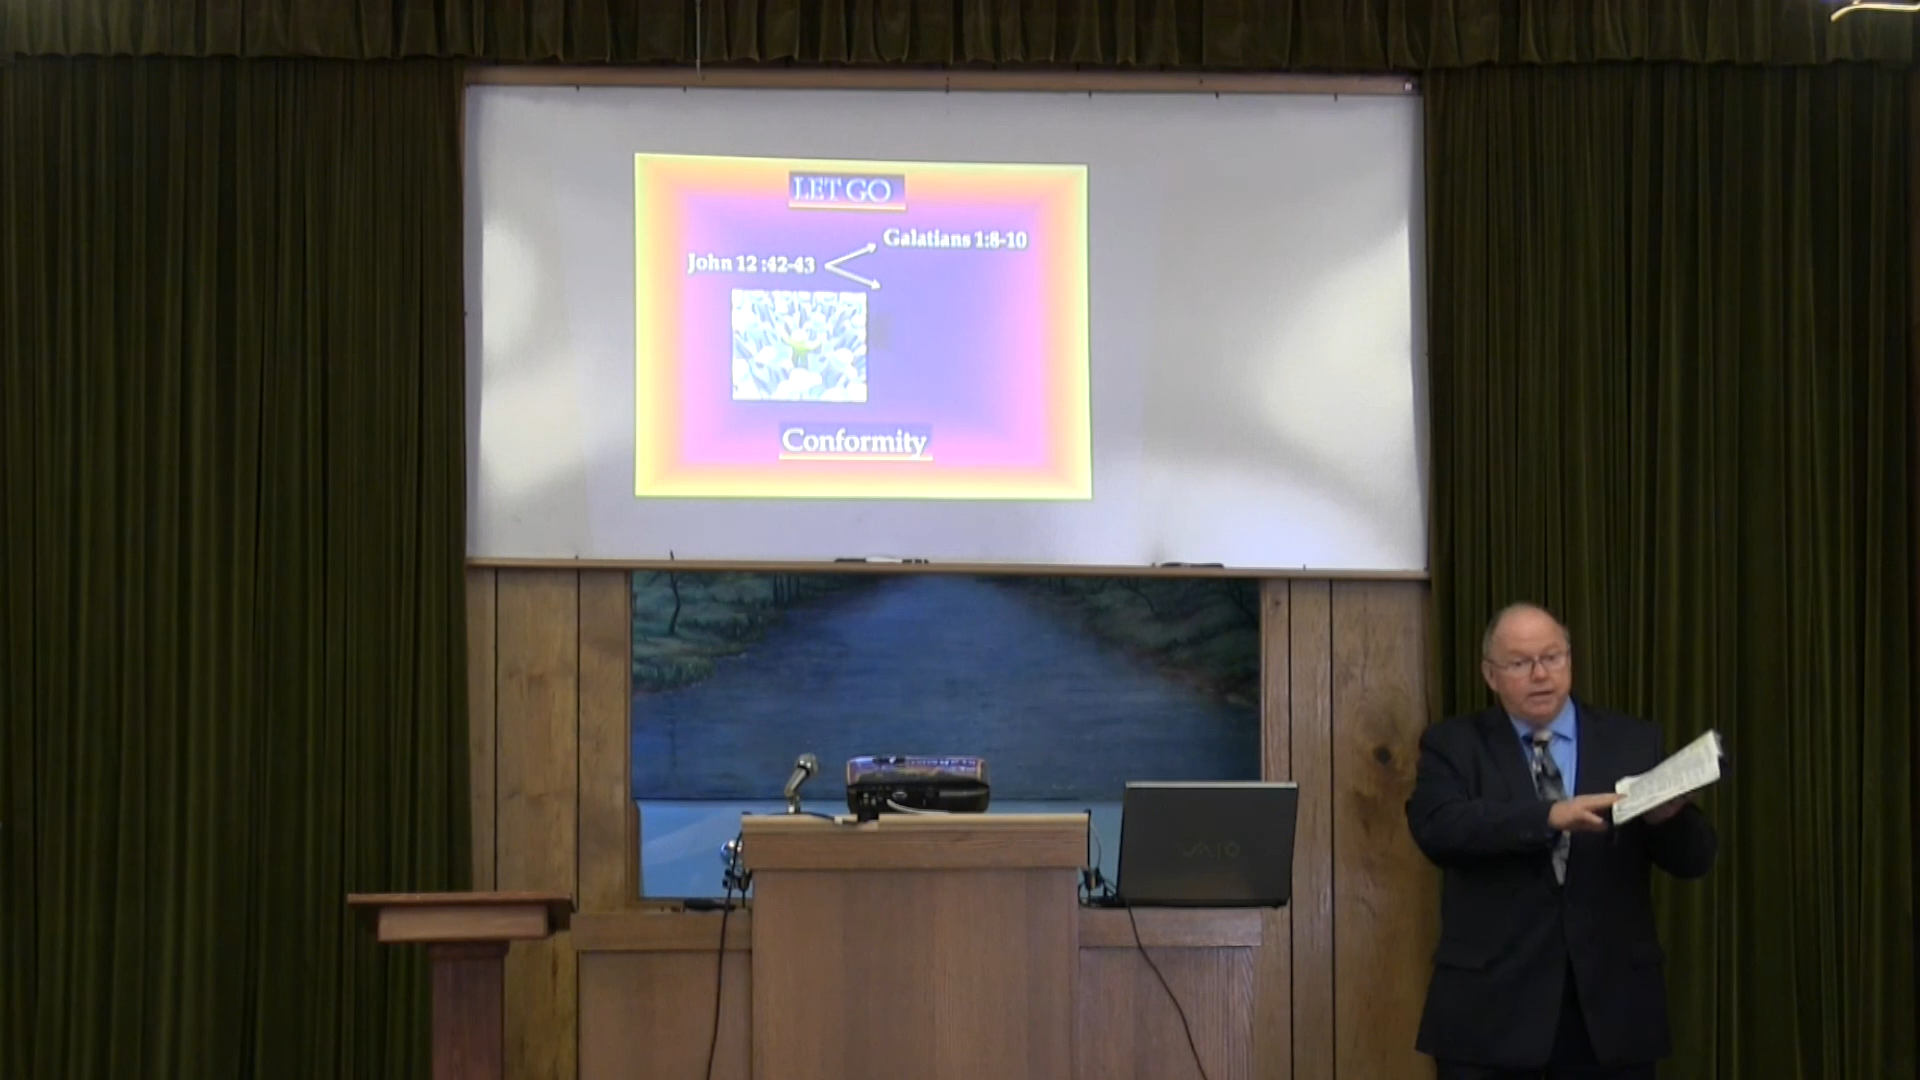 LET GO
Galatians 1:8-10
John 12 :42-43
Conformity
VAIO